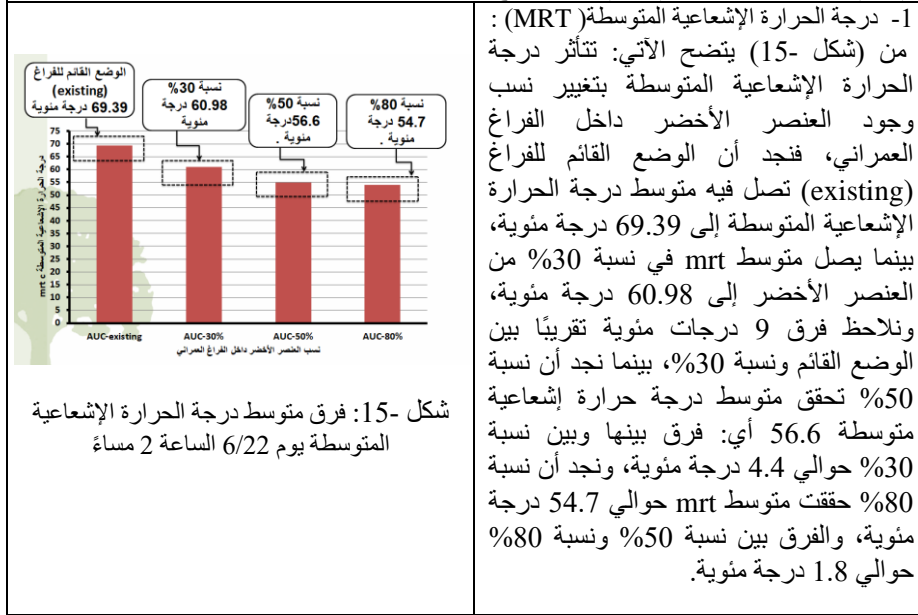 1- درجة الحرارة الإشعاعية المتوسطة( MRT) :
من (شكل -15) يتضح الآتي: تتأثر درجة
الحرارة الإشعاعية المتوسطة بتغيير نسب
وجود العنصر الأخضر داخل الفراغ
العمراني، فنجد أن الوضع القائم للفراغ
(existing) تصل فيه متوسط درجة الحرارة
الإشعاعية المتوسطة إلى 69.39 درجة مئوية،
بينما يصل متوسط mrt في نسبة 30% من
العنصر الأخضر إلى 60.98 درجة مئوية،
ونلاحظ فرق 9 درجات مئوية تقريبًا بين
الوضع القائم ونسبة 30%، بينما نجد أن نسبة
50% تحقق متوسط درجة حرارة إشعاعية
متوسطة 56.6 أي: فرق بينها وبين نسبة
30% حوالي 4.4 درجة مئوية، ونجد أن نسبة
80% حققت متوسط mrt حوالي 54.7 درجة
مئوية، والفرق بين نسبة 50% ونسبة 80%
حوالي 1.8 درجة مئوية.
الوضع القائم للفراغ
(existing)
69.39 درجة مئوية
نسبة 30%
60.98 درجة
مئوية
نسبة 50%
56.6درجة
مئوية .
نسبة 80%
54.7 درجة
مئوية .
درجة الحرارة الإشعاعية المتوسطة mrt c
75
70
65
60
55
50
45
40
35
30
25
20
15
10
5
0
AUC-existing AUC-30% AUC-50% AUC-80%
نسب العنصر الأخضر داخل الفراغ العمراني
شكل -15: فرق متوسط درجة الحرارة الإشعاعية
المتوسطة يوم 6/22 الساعة 2 مساءً